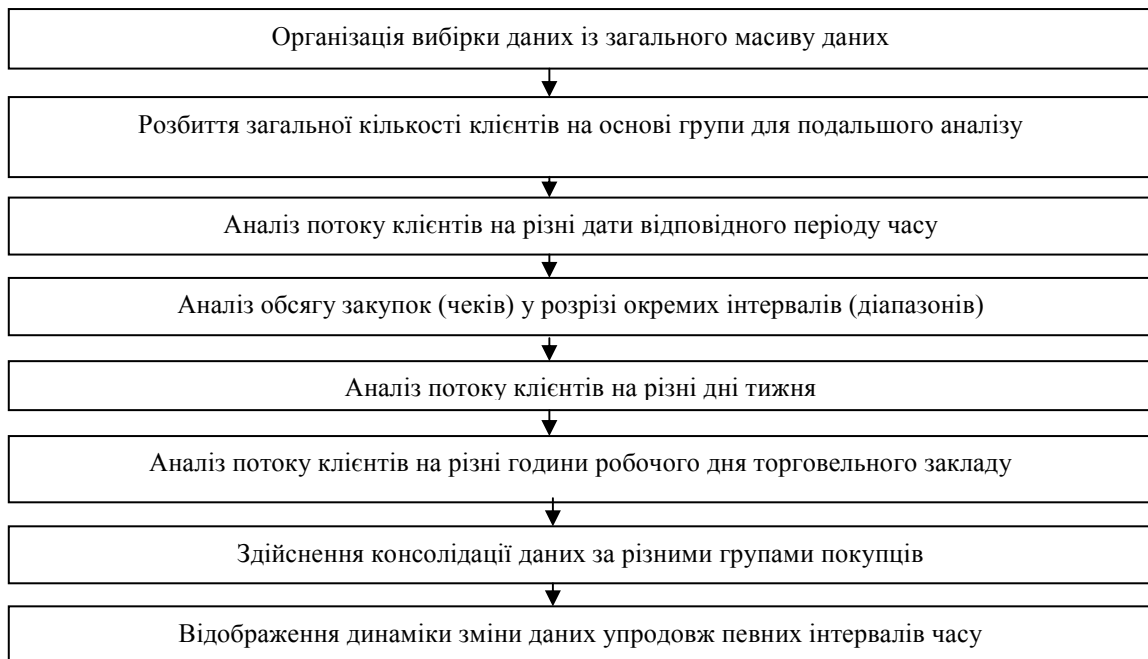 Організація вибірки даних із загального масиву даних
Розбиття загальної кількості клієнтів на основі групи для подальшого аналізу
Аналіз потоку клієнтів на різні дати відповідного періоду часу
Аналіз обсягу закупок (чеків) у розрізі окремих інтервалів (діапазонів)
Аналіз потоку клієнтів на різні дні тижня
Аналіз потоку клієнтів на різні години робочого дня торговельного закладу
Здійснення консолідації даних за різними групами покупців
Відображення динаміки зміни даних упродовж певних інтервалів часу